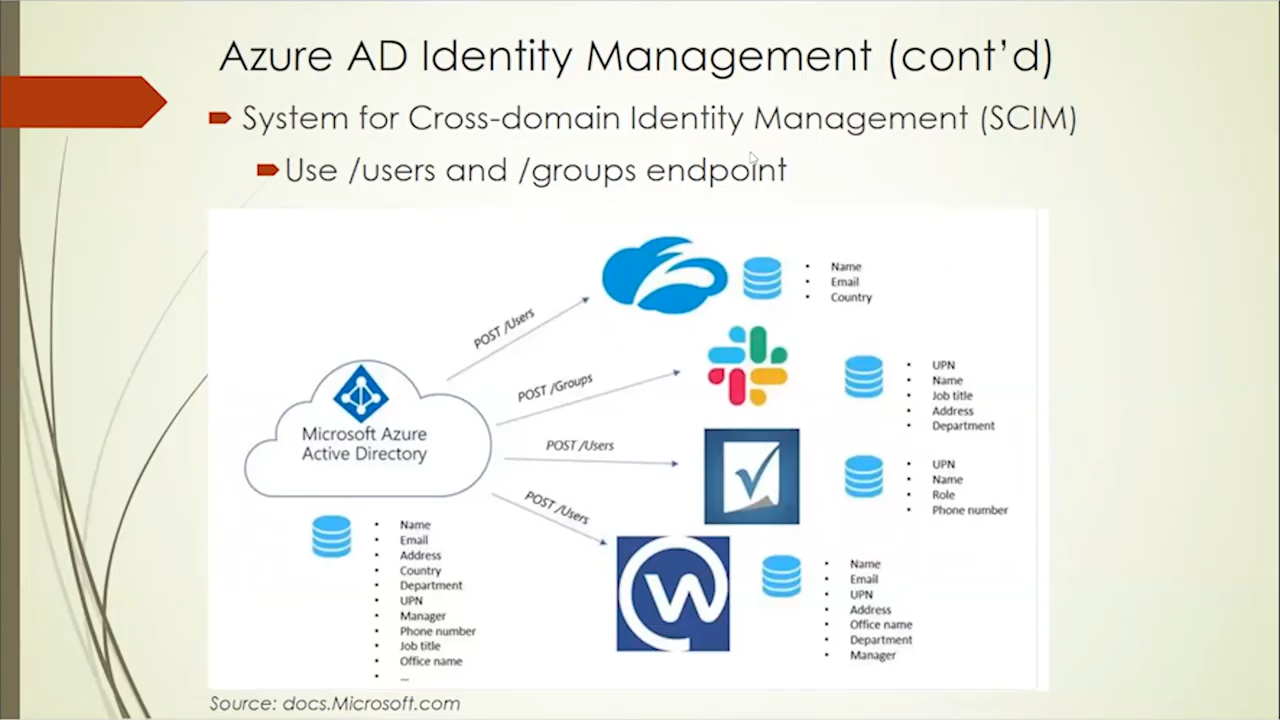 Azure AD Identity Management (cont'd)
System for Cross-domain Identity Management (SCIM)
Use /users and /groups endpoint
POST /Users
Name
Email
Country
POST /Groups
UPN
Name
Job title
Address
Department
Microsoft Azure
Active Directory
POST /Users
UPN
Name
Role
Phone number
POST /Users
W
Name
Email
UPN
Address
Office name
Department
Manager
Name
Email
Address
Country
Department
UPN
Manager
Phone number
Job title
Office name
...
Source: docs.Microsoft.com